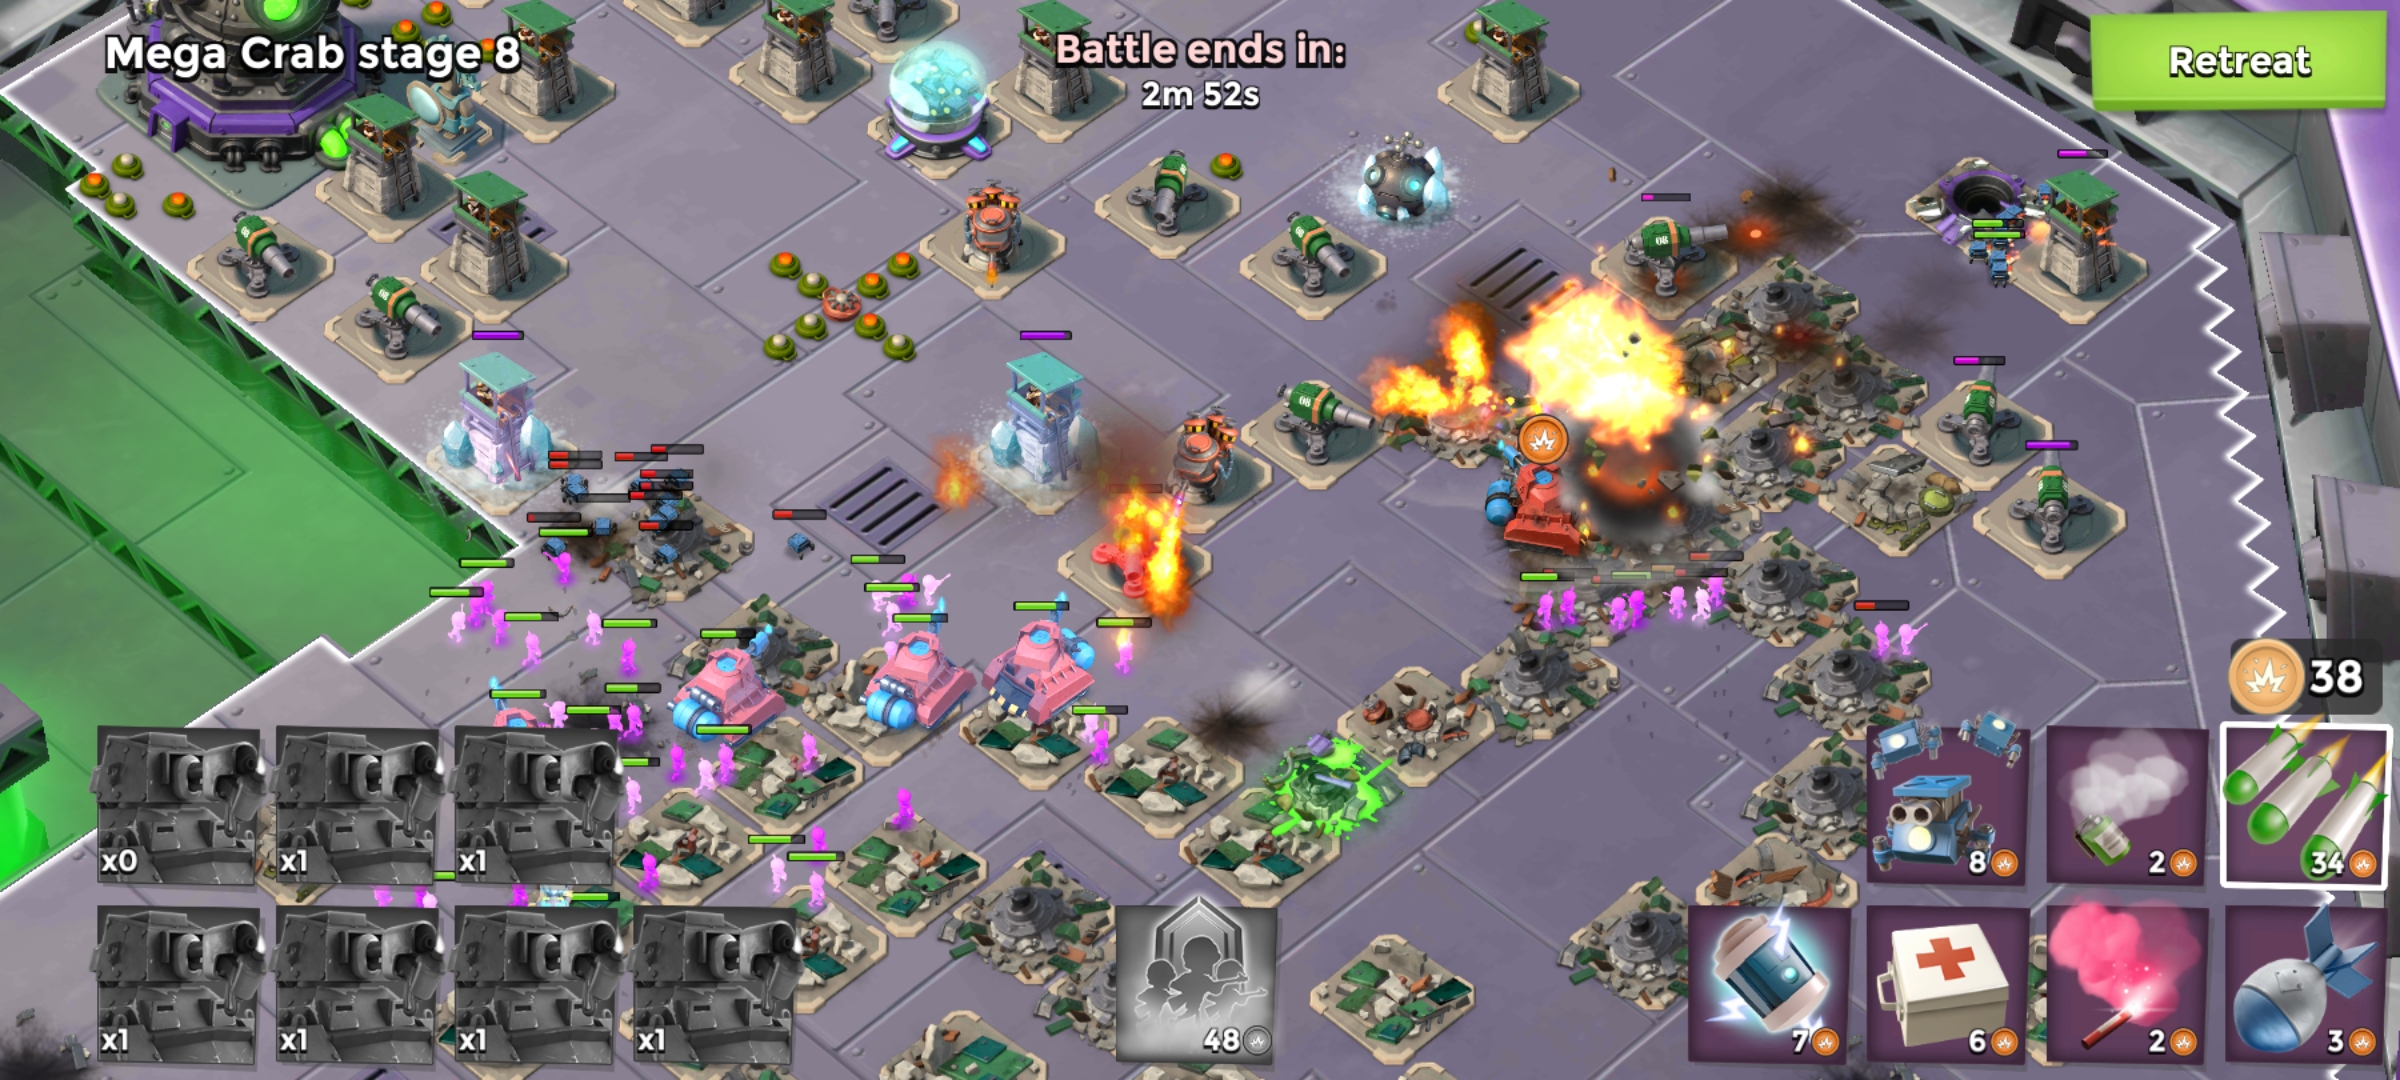 Mega Crab stage 8
Battle ends in:
2m 52s
Retreat
38
8
2
34
x0
x1
x1
x1
x1
x1
x1
48
7
6
2
3